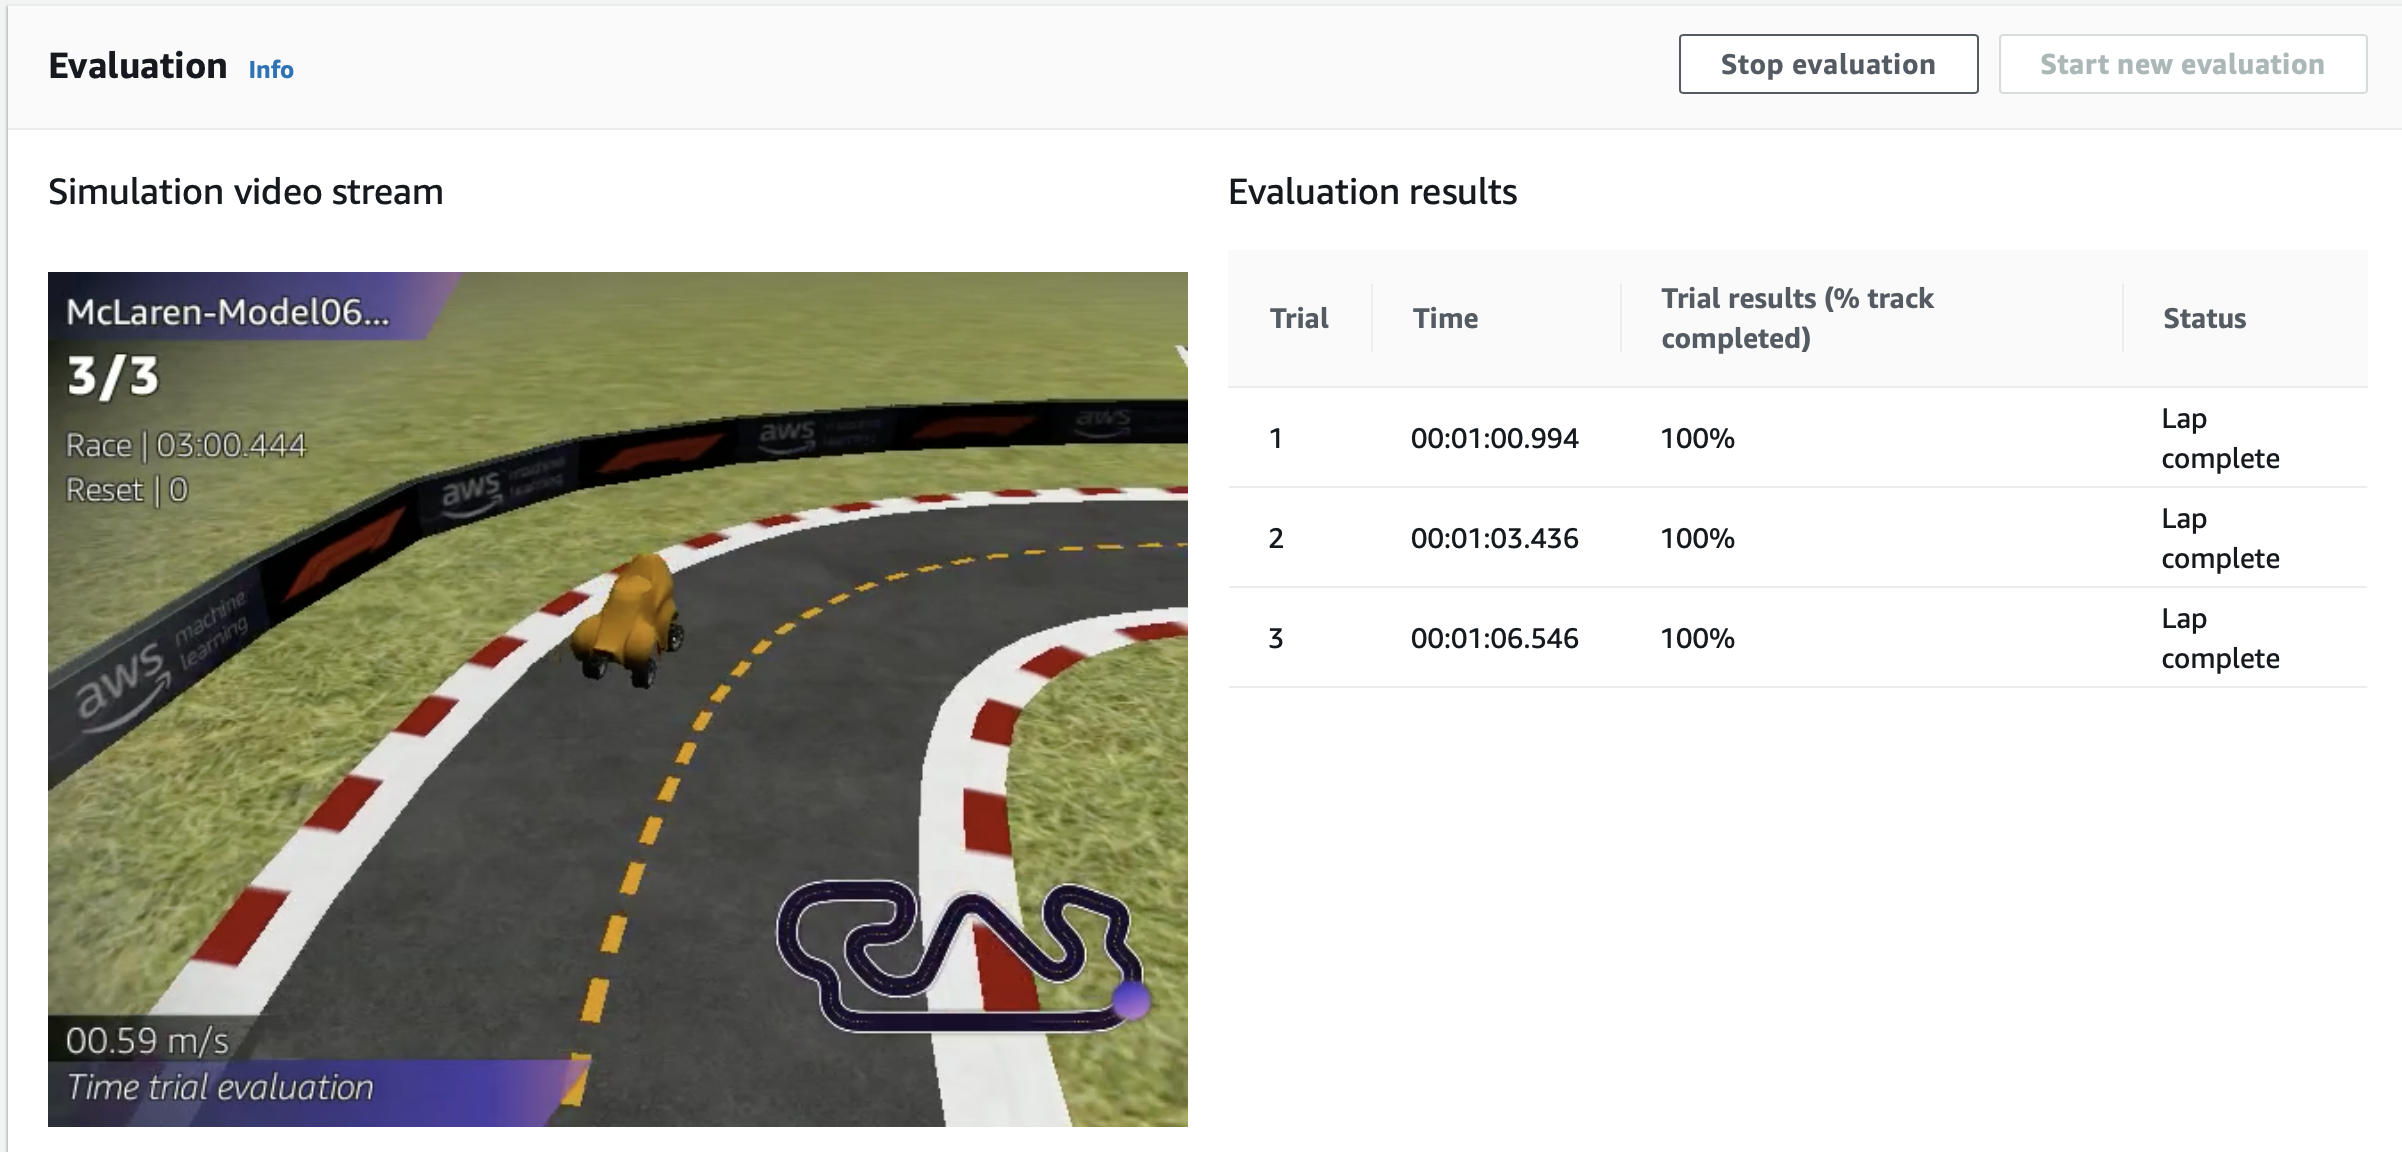 Evaluation Info
Stop evaluation
Start new evaluation
Simulation video stream
McLaren-Model06...
3/3
Race | 03:00.444
Reset | 0
aws machine learning
aws machine learning
aws machine learning
aws
00.59 m/s
Time trial evaluation
Evaluation results
Trial Time Trial results (% track completed) Status
1 00:01:00.994 100% Lap complete
2 00:01:03.436 100% Lap complete
3 00:01:06.546 100% Lap complete